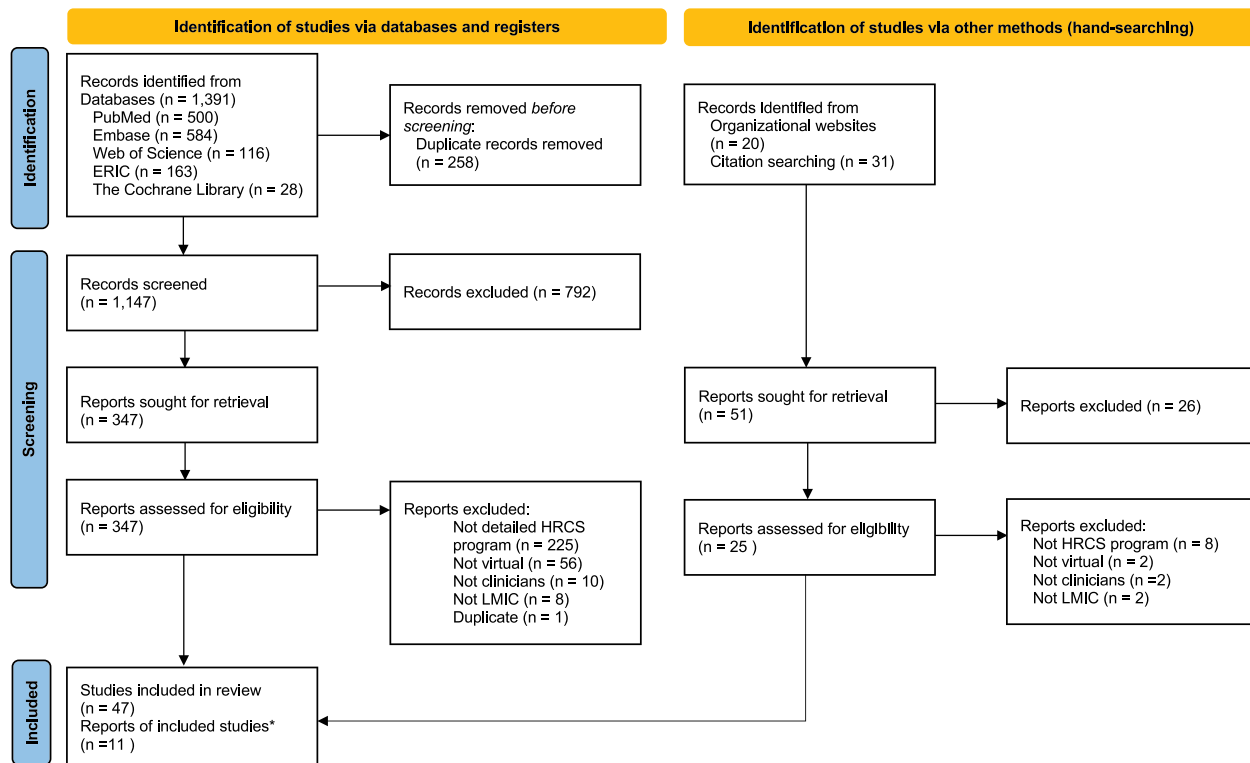 Identification of studies via databases and registers
Identification of studies via other methods (hand-searching)
Identification
Records identified from
Databases (n = 1,391)
PubMed (n = 500)
Embase (n = 584)
Web of Science (n = 116)
ERIC (n = 163)
The Cochrane Library (n = 28)
Records removed before
screening:
Duplicate records removed
(n = 258)
Records identified from
Organizational websites
(n = 20)
Citation searching (n = 31)
Screening
Records screened
(n = 1,147)
Records excluded (n = 792)
Reports sought for retrieval
(n = 347)
Reports sought for retrieval
(n = 51)
Reports excluded (n = 26)
Reports assessed for eligibility
(n = 347)
Reports excluded:
Not detailed HRCS
program (n = 225)
Not virtual (n = 56)
Not clinicians (n = 10)
Not LMIC (n = 8)
Duplicate (n = 1)
Reports assessed for eligibility
(n = 25 )
Reports excluded:
Not HRCS program (n = 8)
Not virtual (n = 2)
Not clinicians (n =2)
Not LMIC (n = 2)
Included
Studies included in review
(n = 47)
Reports of included studies*
(n =11 )